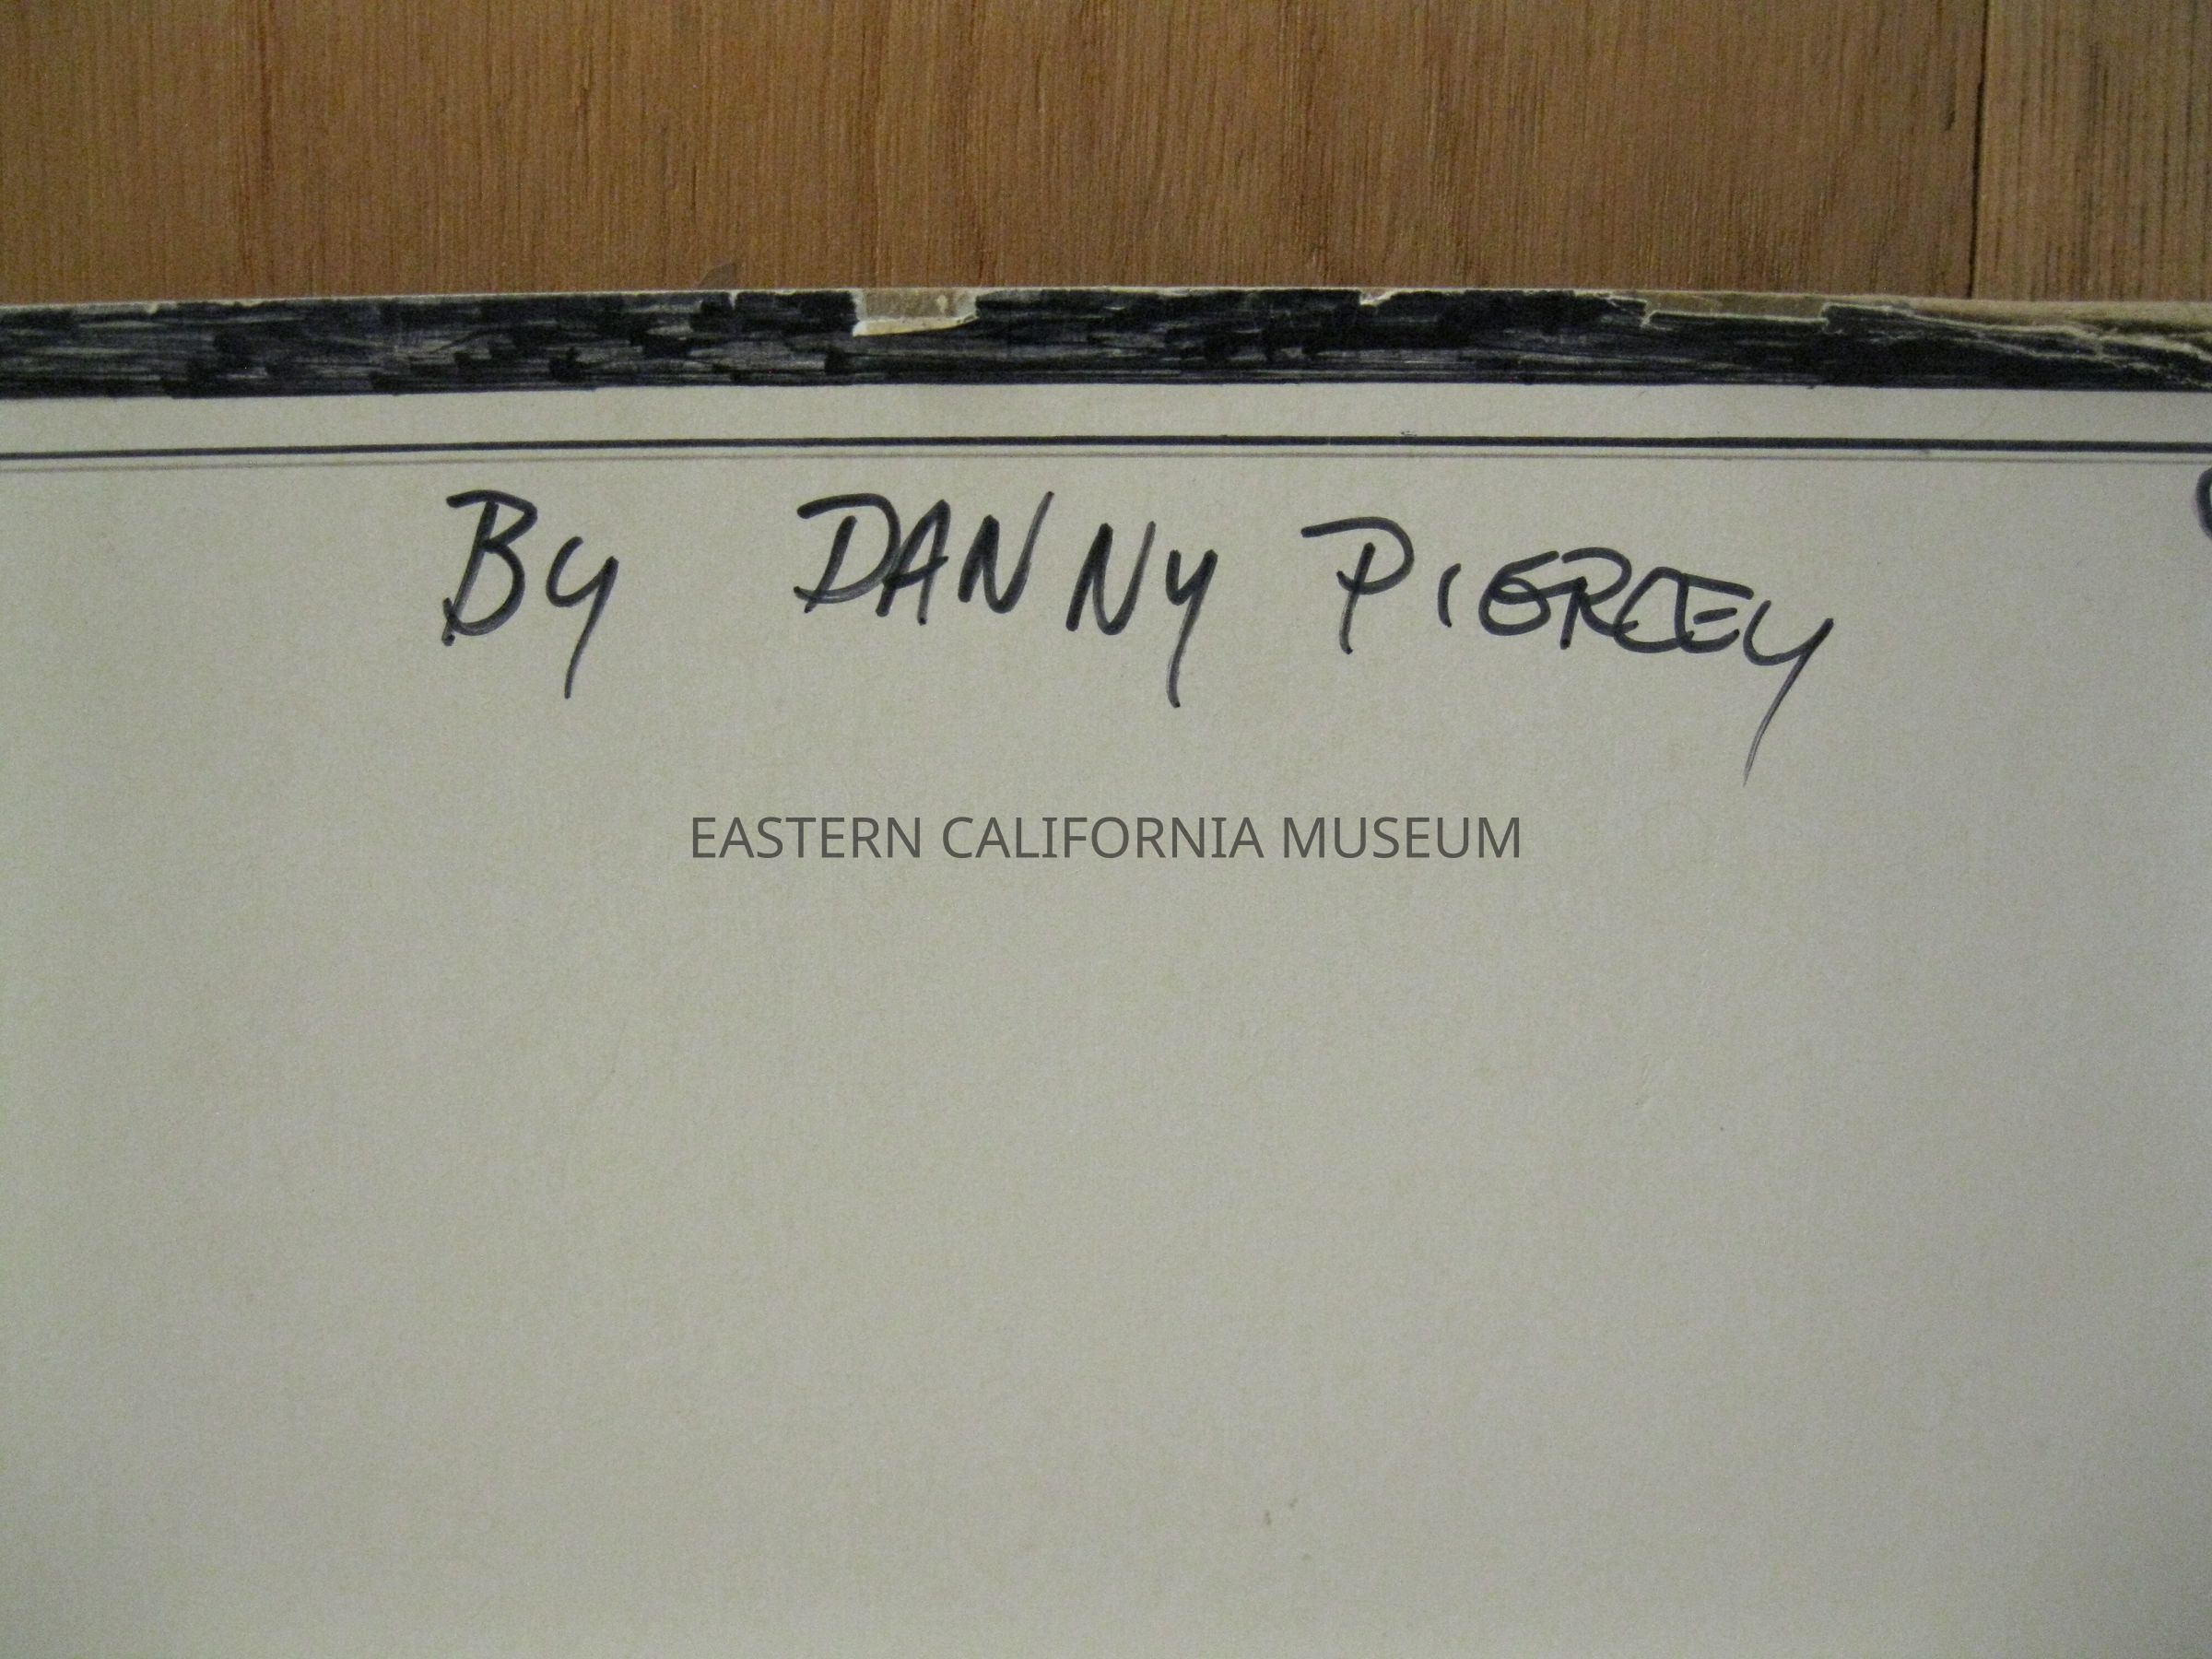 By DANNY PIERCEY
EASTERN CALIFORNIA MUSEUM